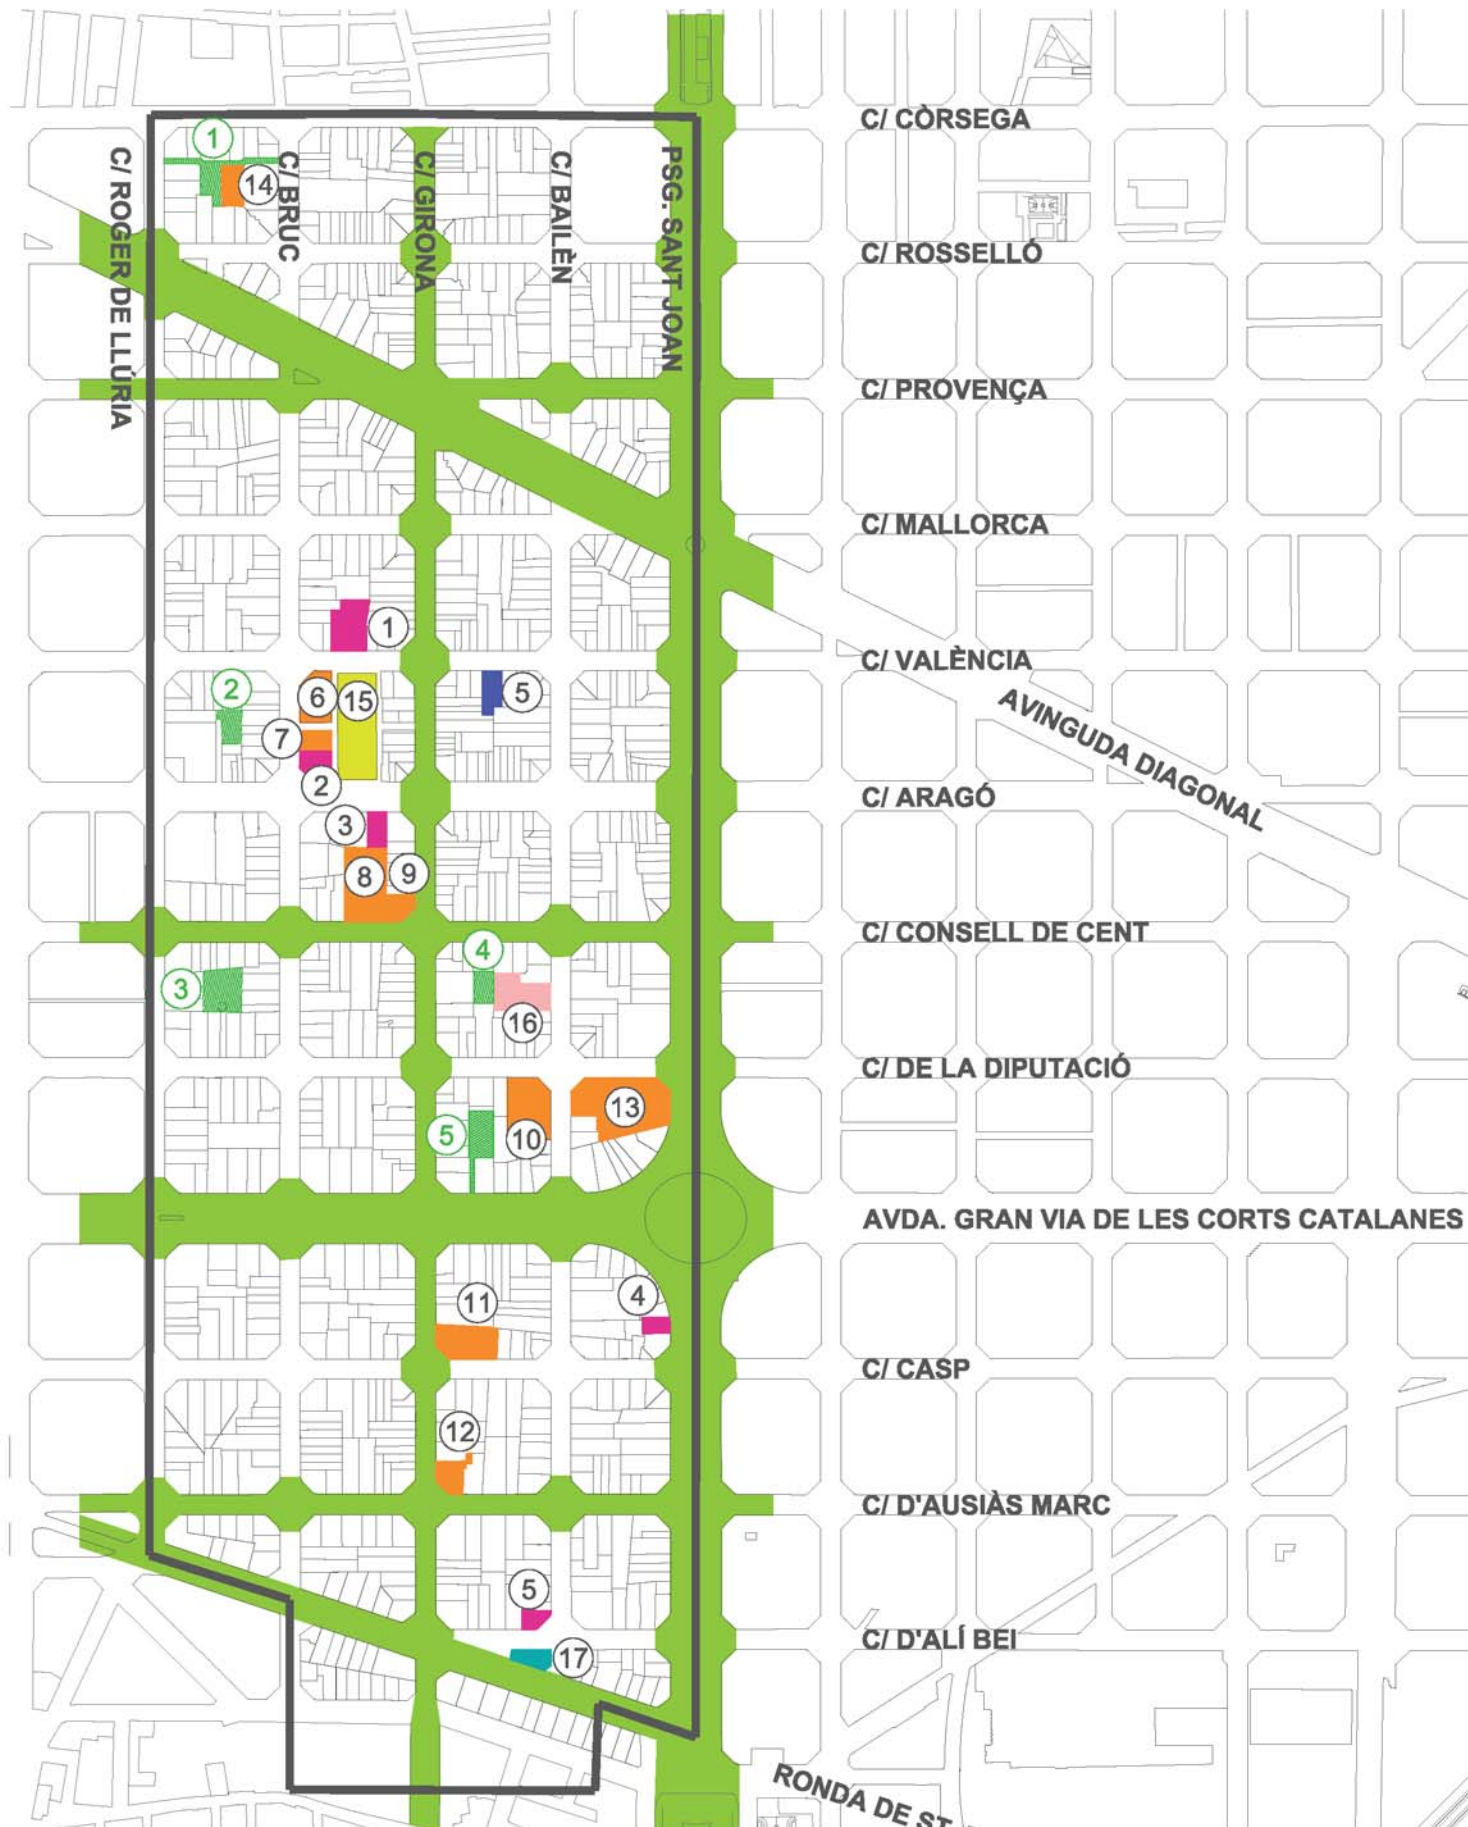 C/ CÒRSEGA
1
14
C/ ROGER DE LLÚRIA
C/ BRUC
C/ GIRONA
C/ BAILÈN
PSG. SANT JOAN
C/ ROSSELLÓ
C/ PROVENÇA
C/ MALLORCA
1
C/ VALÈNCIA
2
6
15
5
7
2
AVINGUDA DIAGONAL
C/ ARAGÓ
3
8
9
C/ CONSELL DE CENT
4
3
16
C/ DE LA DIPUTACIÓ
5
10
13
AVDA. GRAN VIA DE LES CORTS CATALANES
11
4
C/ CASP
12
C/ D'AUSIÀS MARC
5
C/ D'ALÍ BEI
17
RONDA DE ST.